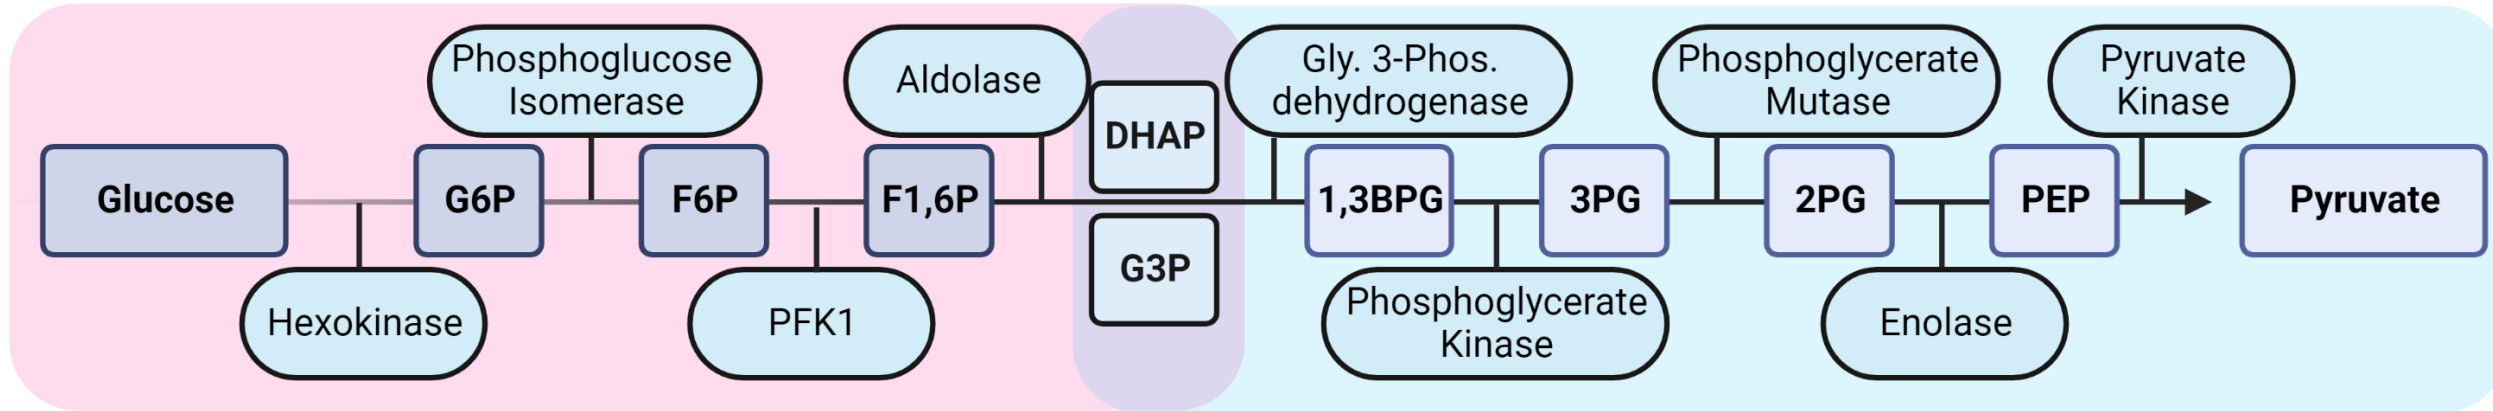 Phosphoglucose
Isomerase
Aldolase
Gly. 3-Phos.
dehydrogenase
Phosphoglycerate
Mutase
Pyruvate
Kinase
Glucose
G6P
F6P
F1,6P
DHAP
G3P
1,3BPG
3PG
2PG
PEP
Pyruvate
Hexokinase
PFK1
Phosphoglycerate
Kinase
Enolase